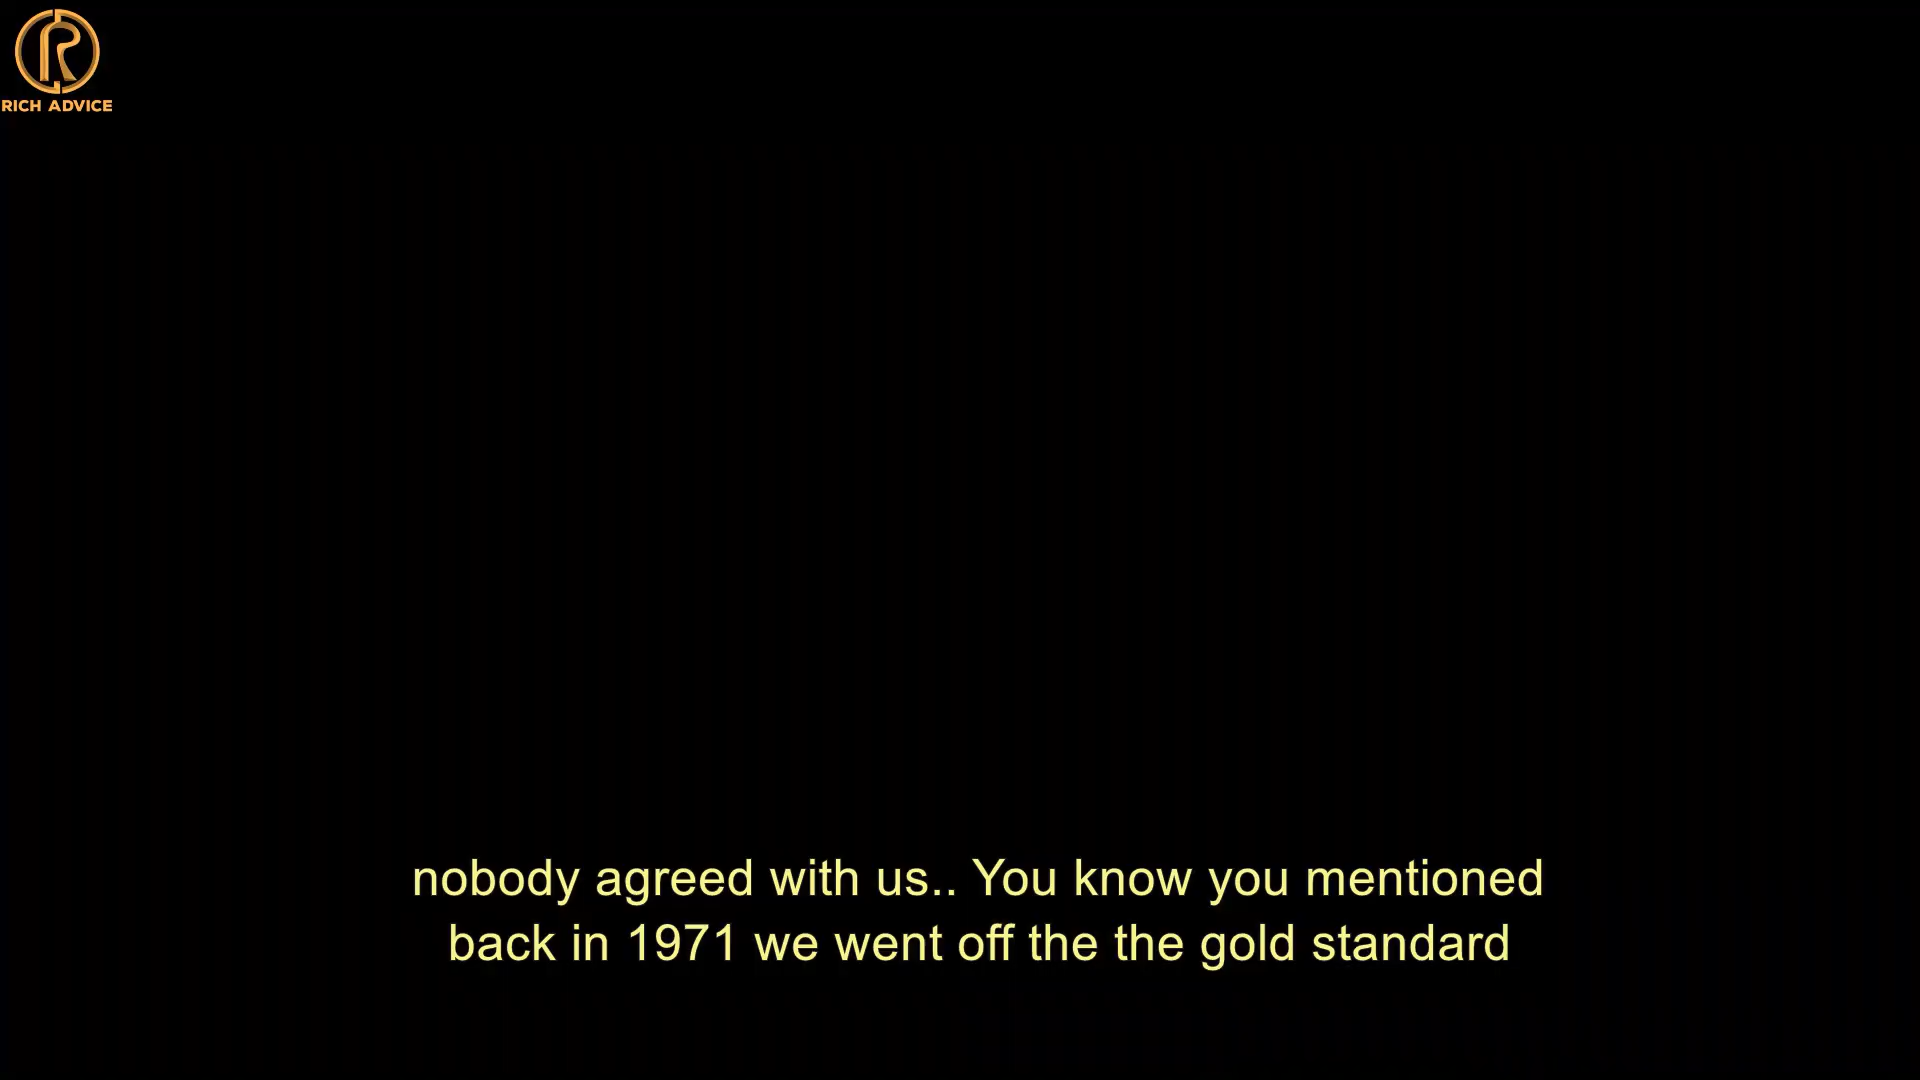 RICH ADVICE
nobody agreed with us.. You know you mentioned
back in 1971 we went off the the gold standard